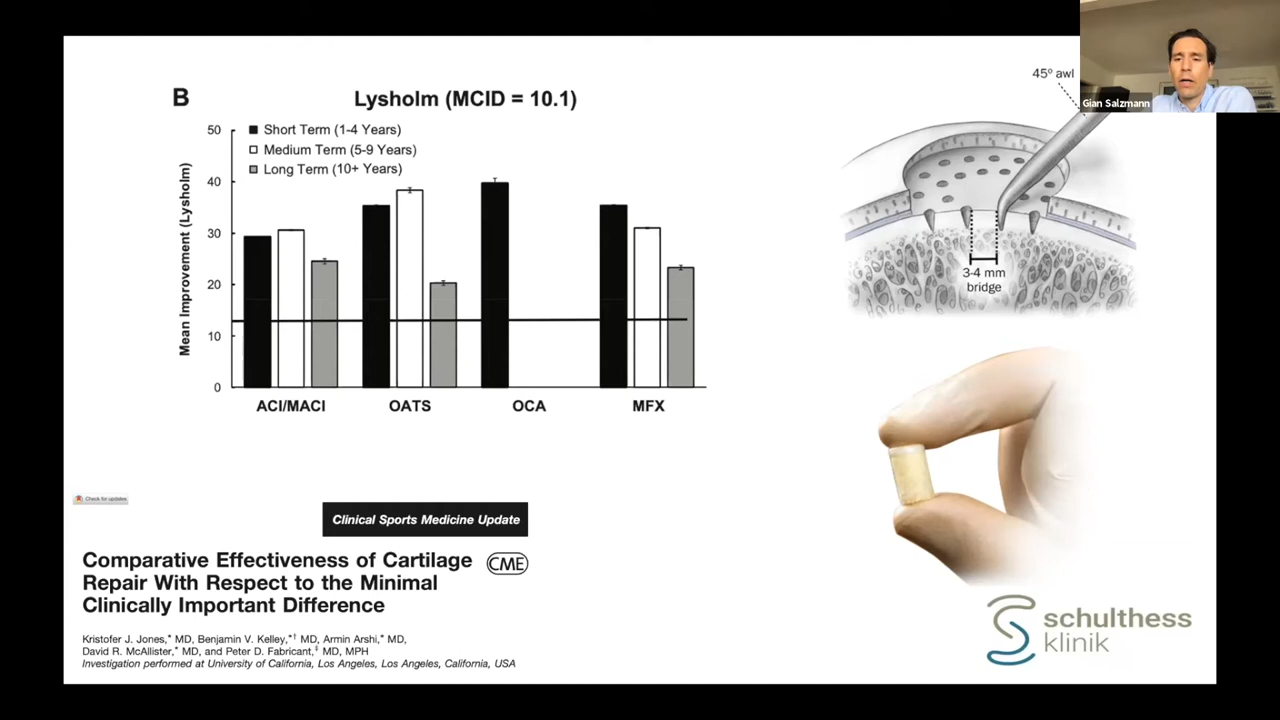 Gian Salzmann
B
Lysholm (MCID = 10.1)
Mean Improvement (Lysholm)
50
40
30
20
10
0
Short Term (1-4 Years)
Medium Term (5-9 Years)
Long Term (10+ Years)
ACI/MACI
OATS
OCA
MFX
45º awl
3-4 mm
bridge
Check for updates
Clinical Sports Medicine Update
Comparative Effectiveness of Cartilage
Repair With Respect to the Minimal
Clinically Important Difference
CME
Kristofer J. Jones,* MD, Benjamin V. Kelley,*† MD, Armin Arshi,* MD,
David R. McAllister,* MD, and Peter D. Fabricant,‡ MD, MPH
Investigation performed at University of California, Los Angeles, Los Angeles, California, USA
schulthess
klinik